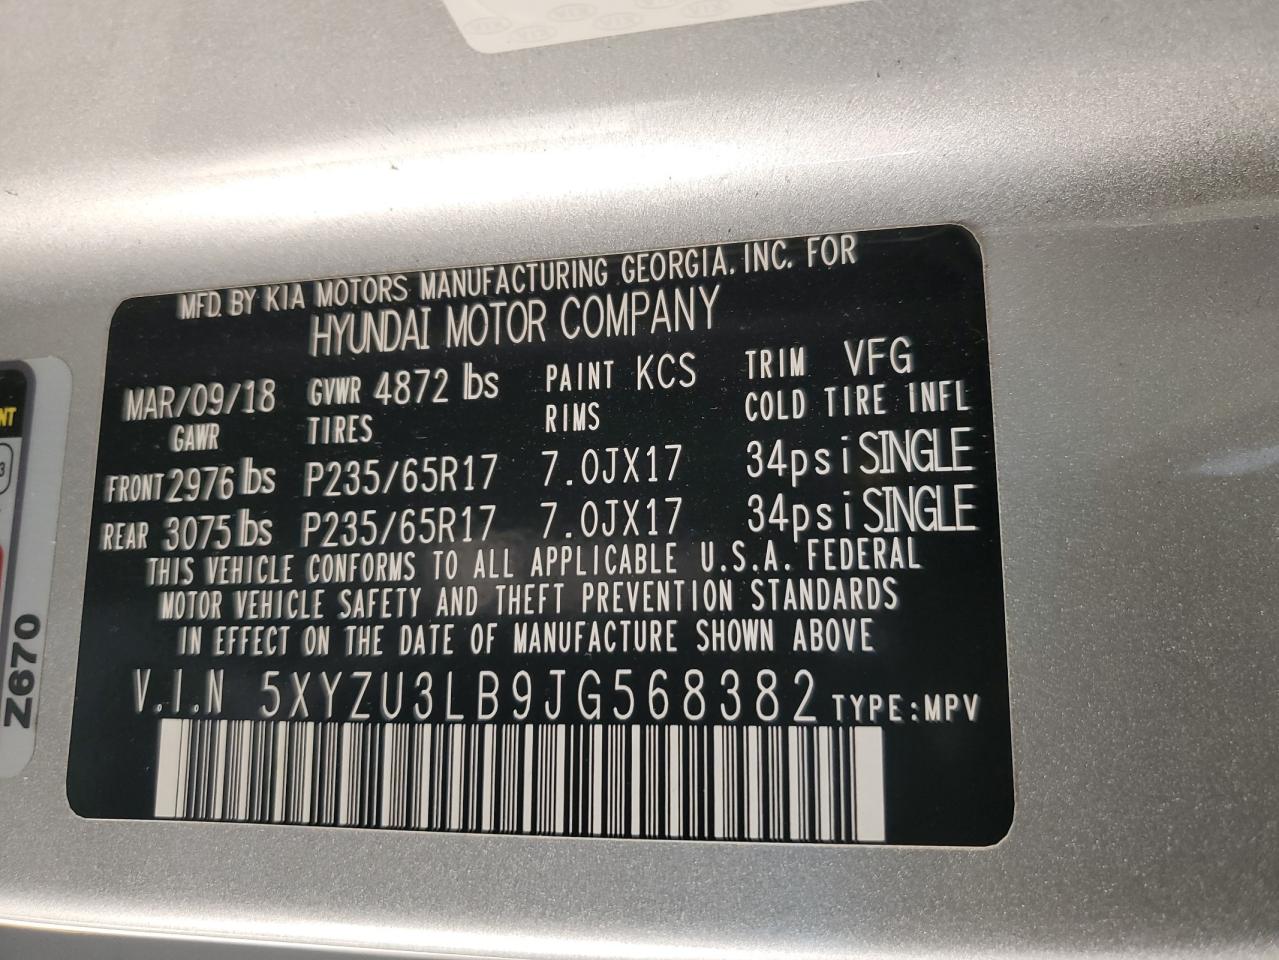 KIA KIA KIA
MFD. BY KIA MOTORS MANUFACTURING GEORGIA, INC. FOR
HYUNDAI MOTOR COMPANY
MAR/09/18 GVWR 4872 lbs PAINT KCS TRIM VFG
GAWR TIRES RIMS COLD TIRE INFL
FRONT 2976 lbs P235/65R17 7.0JX17 34psi SINGLE
REAR 3075 lbs P235/65R17 7.0JX17 34psi SINGLE
THIS VEHICLE CONFORMS TO ALL APPLICABLE U.S.A. FEDERAL
MOTOR VEHICLE SAFETY AND THEFT PREVENTION STANDARDS
IN EFFECT ON THE DATE OF MANUFACTURE SHOWN ABOVE
V.I.N 5XYZU3LB9JG568382 TYPE:MPV
Z670